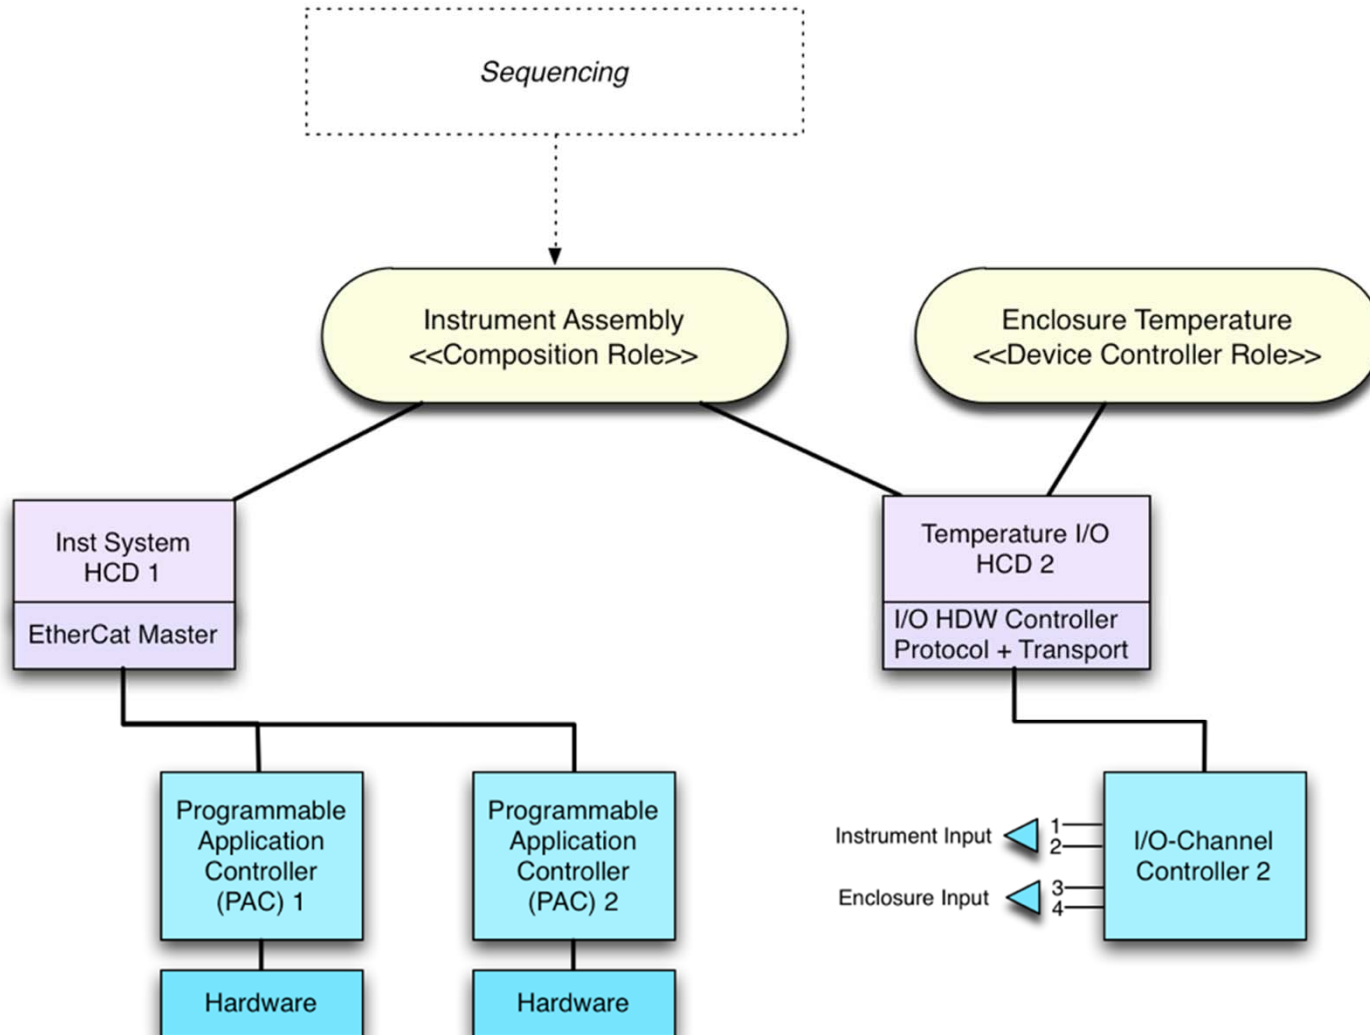 Sequencing
Instrument Assembly
<<Composition Role>>
Enclosure Temperature
<<Device Controller Role>>
Inst System
HCD 1
EtherCat Master
Temperature I/O
HCD 2
I/O HDW Controller
Protocol + Transport
Programmable
Application
Controller
(PAC) 1
Programmable
Application
Controller
(PAC) 2
Instrument Input
1
2
Enclosure Input
3
4
I/O-Channel
Controller 2
Hardware
Hardware